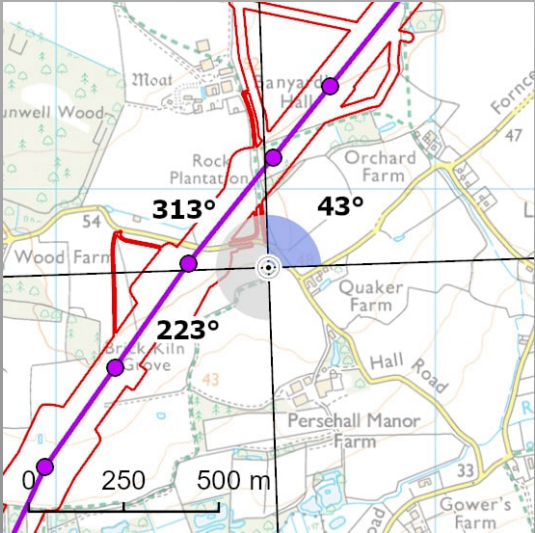 Moat
Banyards
Hall
Fornce
unwell Wood
47
Rock
Plantation
Orchard
Farm
313°
43°
54
Wood Farm
Quaker
Farm
223°
Brick Kiln
Grove
43
Hall Road
Persehall Manor
Farm
0
250
500 m
33
Gower's
Farm